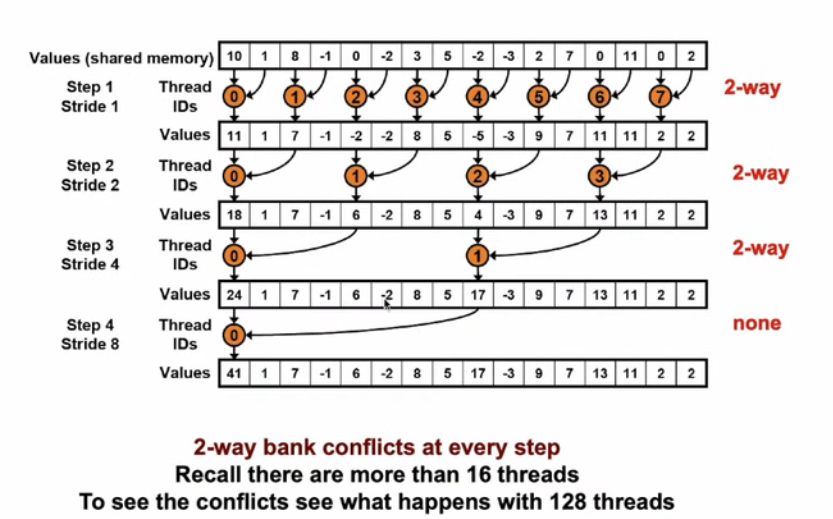 Values (shared memory) 10 1 8 -1 0 -2 3 5 -2 -3 2 7 0 11 0 2
Step 1 Stride 1 Thread IDs 0 1 2 3 4 5 6 7 2-way
Values 11 1 7 -1 -2 -2 8 5 -5 -3 9 7 11 11 2 2
Step 2 Stride 2 Thread IDs 0 1 2 3 2-way
Values 18 1 7 -1 6 -2 8 5 4 -3 9 7 13 11 2 2
Step 3 Stride 4 Thread IDs 0 1 2-way
Values 24 1 7 -1 6 -2 8 5 17 -3 9 7 13 11 2 2
Step 4 Stride 8 Thread IDs 0 none
Values 41 1 7 -1 6 -2 8 5 17 -3 9 7 13 11 2 2
2-way bank conflicts at every step
Recall there are more than 16 threads
To see the conflicts see what happens with 128 threads